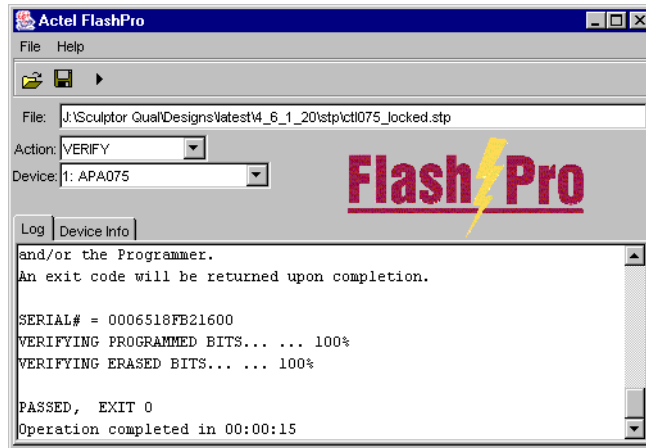 Actel FlashPro
File Help
File: J:\Sculptor Qual\Designs\latest\4_6_1_20\stp\ctl075_locked.stp
Action: VERIFY
Device: 1: APA075
Flash Pro
Log Device Info
and/or the Programmer.
An exit code will be returned upon completion.
SERIAL# = 0006518FB21600
VERIFYING PROGRAMMED BITS... ... 100%
VERIFYING ERASED BITS... ... 100%
PASSED, EXIT 0
Operation completed in 00:00:15